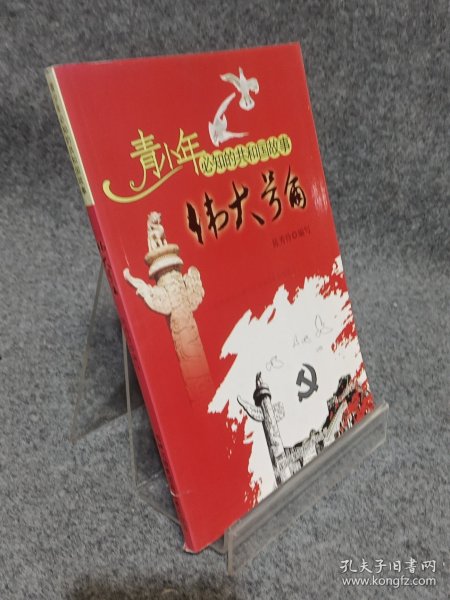 青少年
必知的共和国故事
伟大号角
孔夫子旧书网
www.kongfz.com